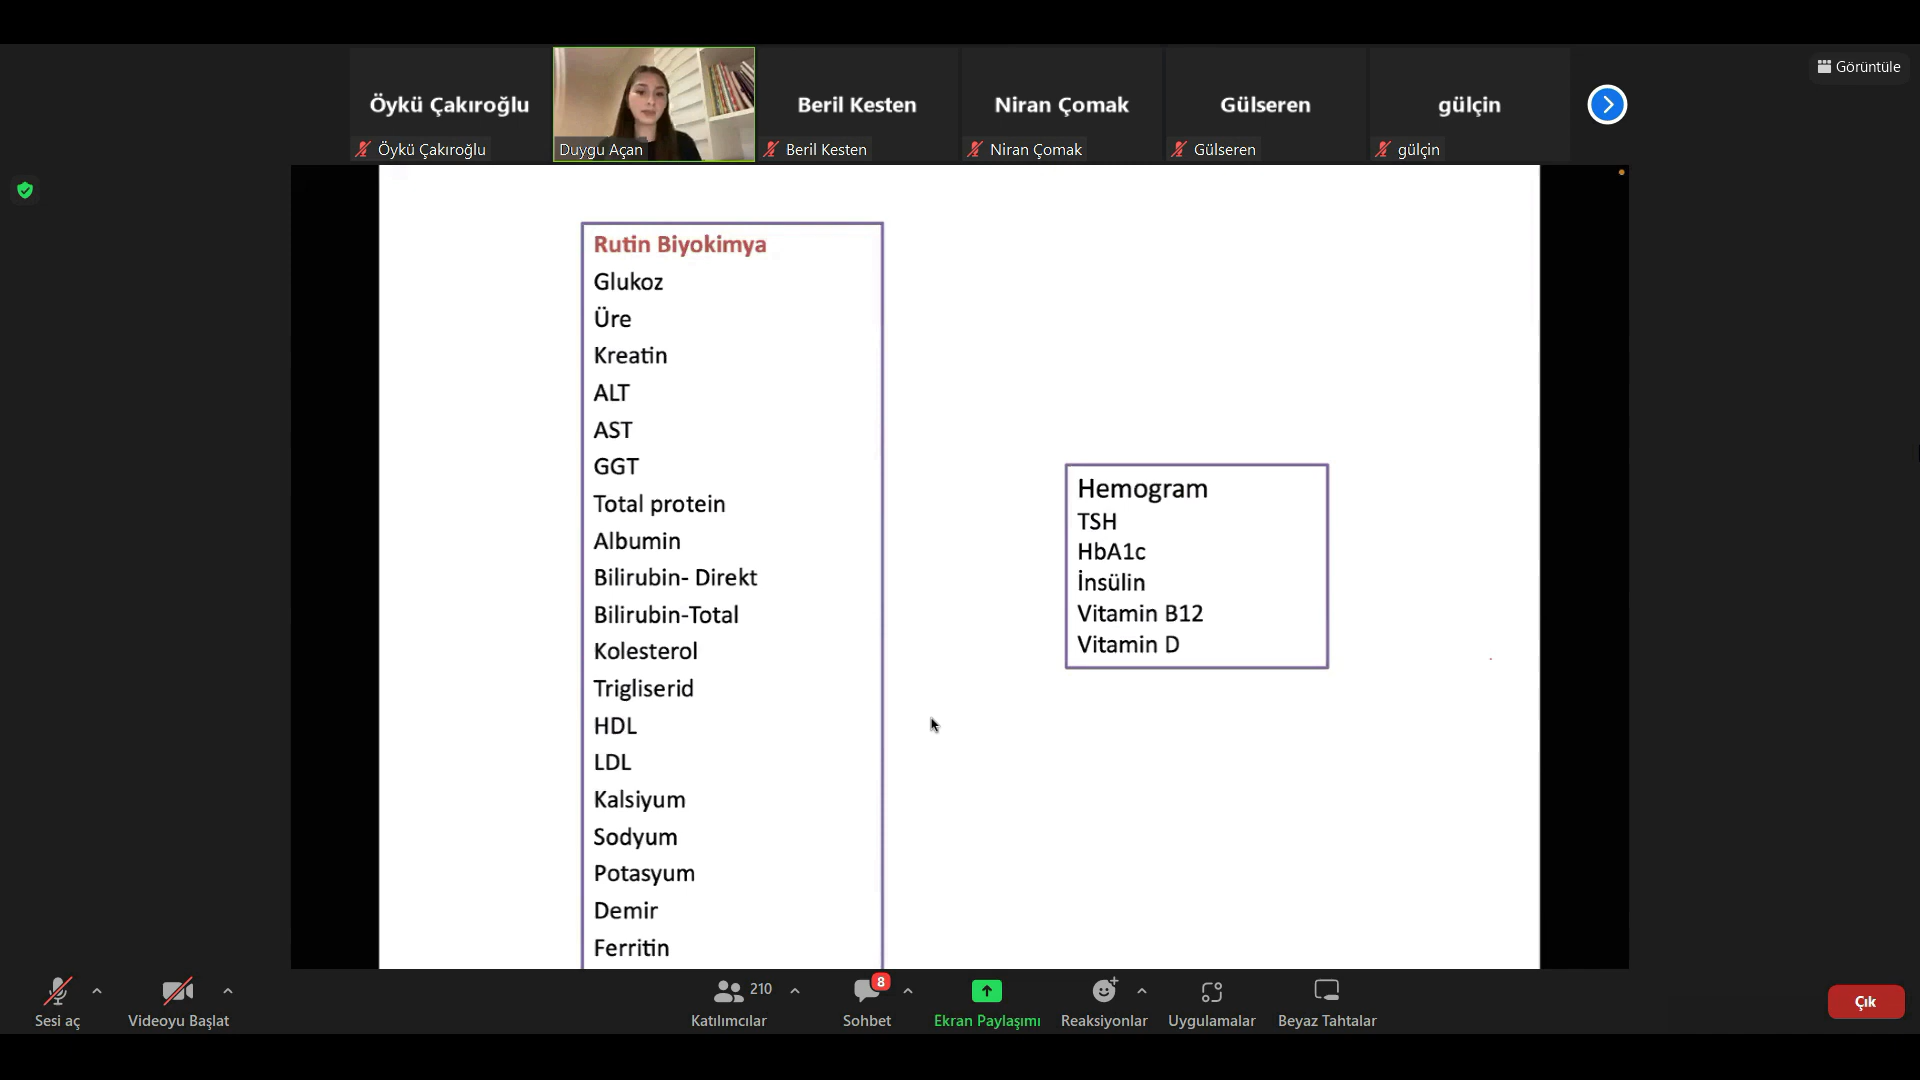 Öykü Çakıroğlu
Beril Kesten
Niran Çomak
Gülseren
gülçin
Görüntüle
Öykü Çakıroğlu
Duygu Açan
Beril Kesten
Niran Çomak
Gülseren
gülçin
Rutin Biyokimya
Glukoz
Üre
Kreatin
ALT
AST
GGT
Total protein
Albumin
Bilirubin- Direkt
Bilirubin-Total
Kolesterol
Trigliserid
HDL
LDL
Kalsiyum
Sodyum
Potasyum
Demir
Ferritin
Hemogram
TSH
HbA1c
İnsülin
Vitamin B12
Vitamin D
Sesi aç
Videoyu Başlat
210
Katılımcılar
8
Sohbet
Ekran Paylaşımı
Reaksiyonlar
Uygulamalar
Beyaz Tahtalar
Çık